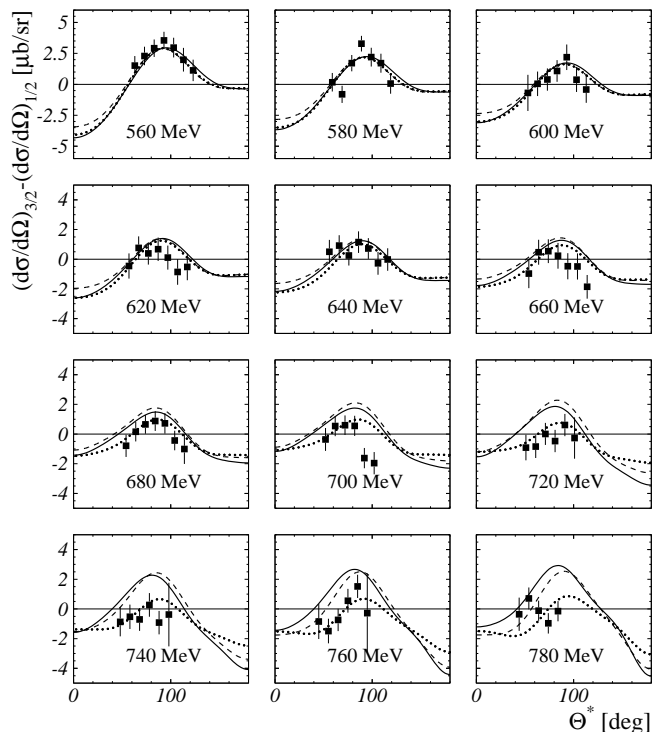 (dσ/dΩ)3/2-(dσ/dΩ)1/2 [μb/sr]
5
2.5
0
-2.5
-5
560 MeV
580 MeV
600 MeV
4
2
0
-2
-4
620 MeV
640 MeV
660 MeV
4
2
0
-2
-4
680 MeV
700 MeV
720 MeV
4
2
0
-2
-4
740 MeV
760 MeV
780 MeV
0 100 0 100 0 100
Θ* [deg]